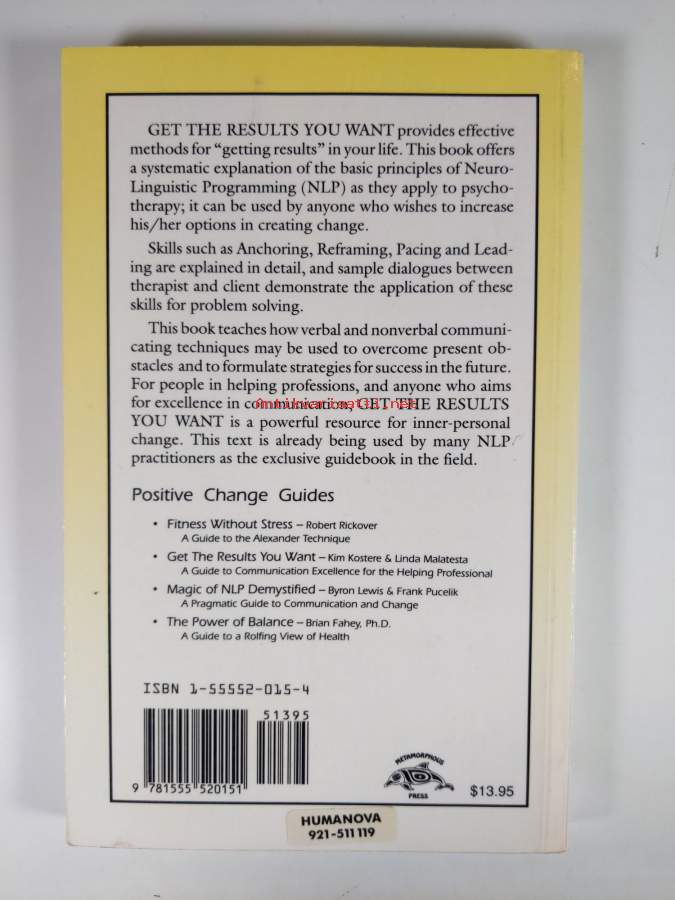 GET THE RESULTS YOU WANT provides effective
methods for “getting results” in your life. This book offers
a systematic explanation of the basic principles of Neuro-
Linguistic Programming (NLP) as they apply to psycho-
therapy; it can be used by anyone who wishes to increase
his/her options in creating change.
Skills such as Anchoring, Reframing, Pacing and Lead-
ing are explained in detail, and sample dialogues between
therapist and client demonstrate the application of these
skills for problem solving.
This book teaches how verbal and nonverbal communi-
cating techniques may be used to overcome present ob-
stacles and to formulate strategies for success in the future.
For people in helping professions, and anyone who aims
for excellence in communication, GET THE RESULTS
Antikvariaatti.net
YOU WANT is a powerful resource for inner-personal
change. This text is already being used by many NLP
practitioners as the exclusive guidebook in the field.
Positive Change Guides
• Fitness Without Stress – Robert Rickover
A Guide to the Alexander Technique
• Get The Results You Want – Kim Kostere & Linda Malatesta
A Guide to Communication Excellence for the Helping Professional
• Magic of NLP Demystified – Byron Lewis & Frank Pucelik
A Pragmatic Guide to Communication and Change
• The Power of Balance – Brian Fahey, Ph.D.
A Guide to a Rolfing View of Health
ISBN 1-55552-015-4
51395
9 781555 520151
METAMORPHOUS
PRESS
$13.95
HUMANOVA
921-511 119